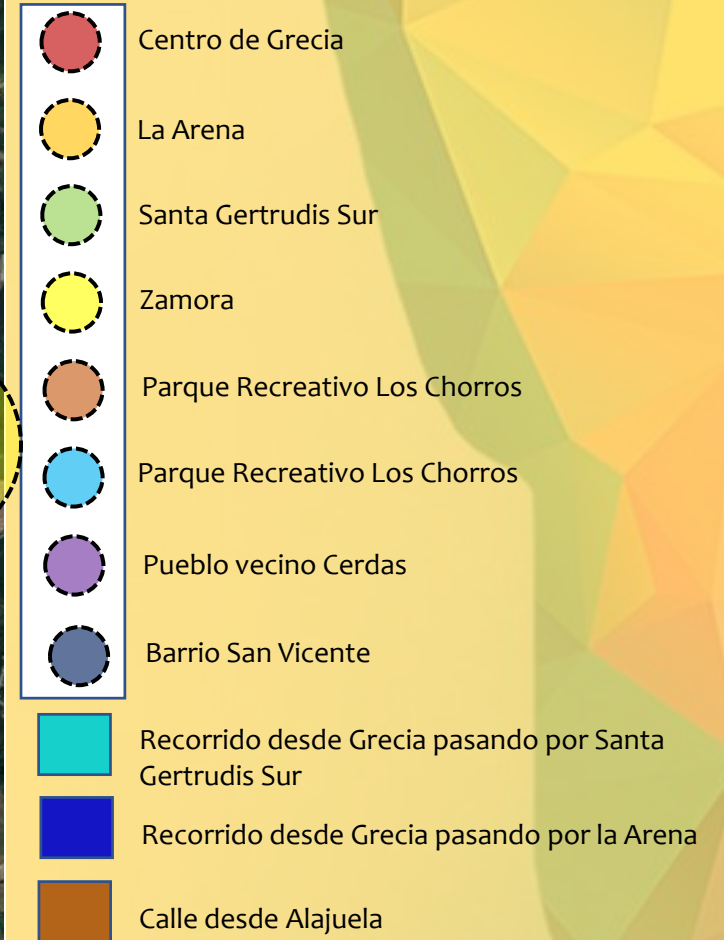 Centro de Grecia
La Arena
Santa Gertrudis Sur
Zamora
Parque Recreativo Los Chorros
Parque Recreativo Los Chorros
Pueblo vecino Cerdas
Barrio San Vicente
Recorrido desde Grecia pasando por Santa
Gertrudis Sur
Recorrido desde Grecia pasando por la Arena
Calle desde Alajuela